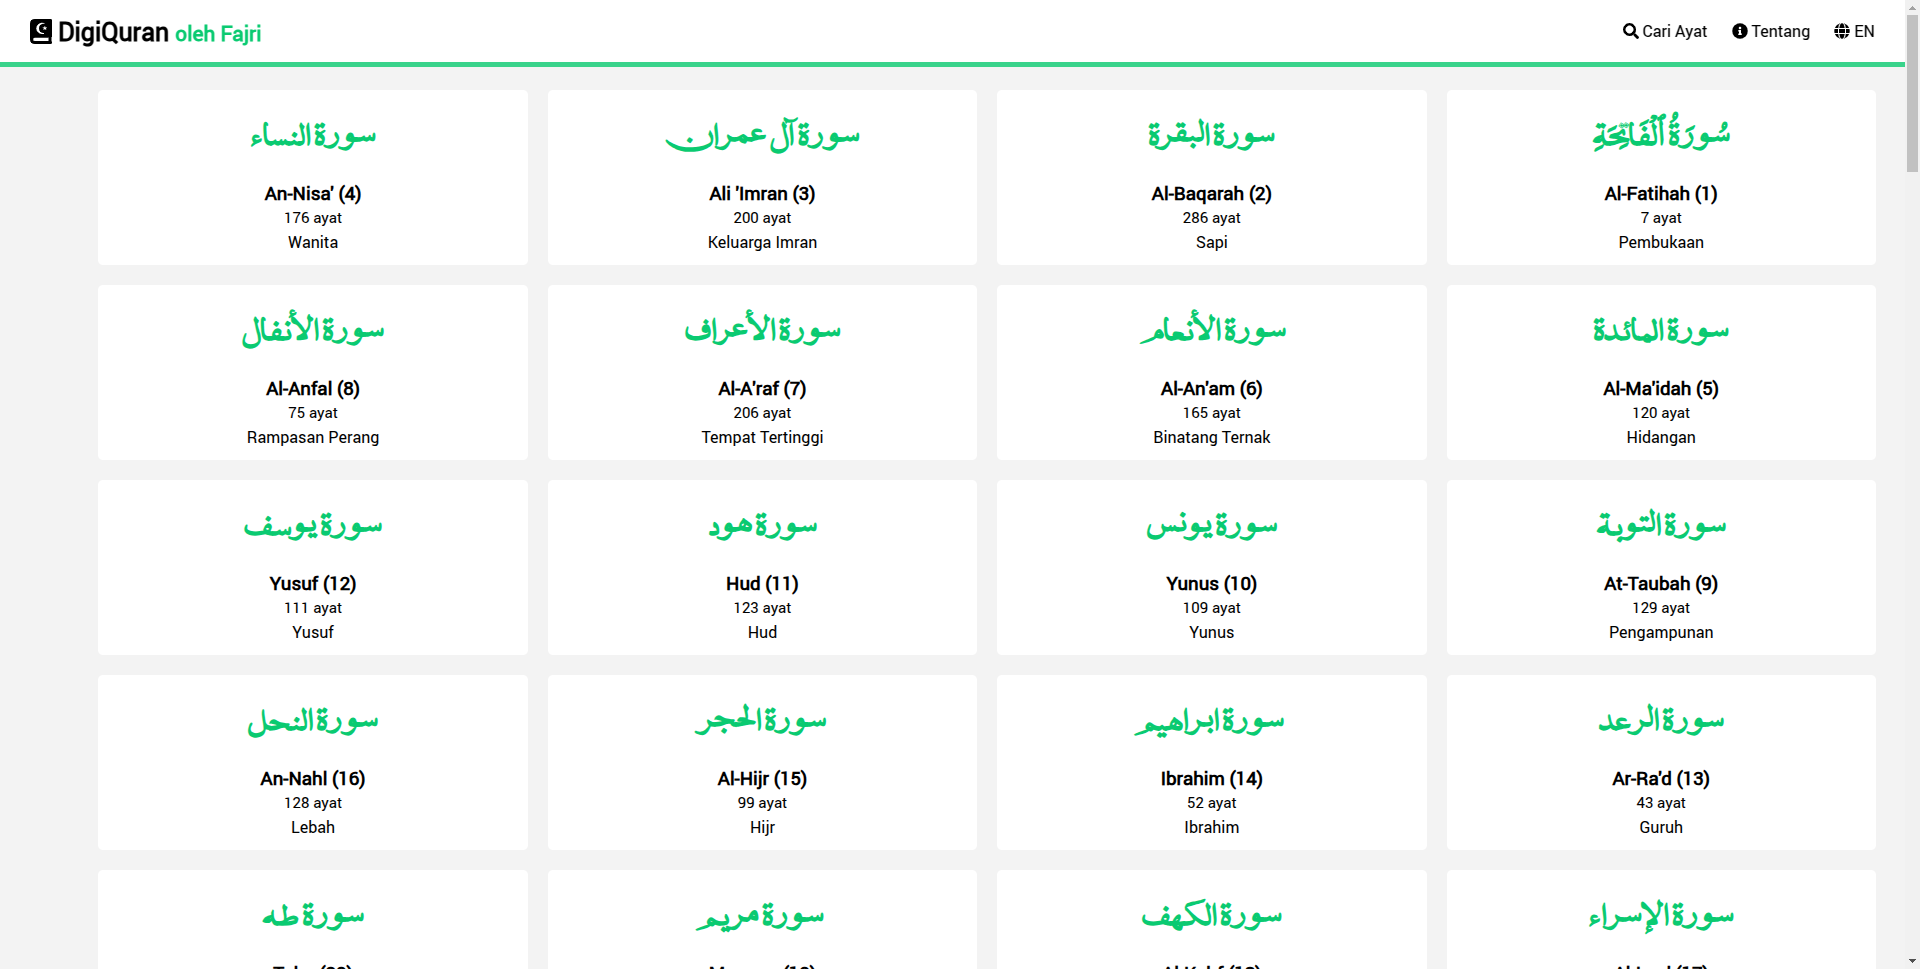 DigiQuran oleh Fajri
Cari Ayat
Tentang
EN
سُورَةُ ٱلْفَاتِحَةِ
Al-Fatihah (1)
7 ayat
Pembukaan
سورة البقرة
Al-Baqarah (2)
286 ayat
Sapi
سورة آل عمران
Ali 'Imran (3)
200 ayat
Keluarga Imran
سورة النساء
An-Nisa' (4)
176 ayat
Wanita
سورة المائدة
Al-Ma'idah (5)
120 ayat
Hidangan
سورة الأنعام
Al-An'am (6)
165 ayat
Binatang Ternak
سورة الأعراف
Al-A'raf (7)
206 ayat
Tempat Tertinggi
سورة الأنفال
Al-Anfal (8)
75 ayat
Rampasan Perang
سورة التوبة
At-Taubah (9)
129 ayat
Pengampunan
سورة يونس
Yunus (10)
109 ayat
Yunus
سورة هود
Hud (11)
123 ayat
Hud
سورة يوسف
Yusuf (12)
111 ayat
Yusuf
سورة الرعد
Ar-Ra'd (13)
43 ayat
Guruh
سورة ابراهيم
Ibrahim (14)
52 ayat
Ibrahim
سورة الحجر
Al-Hijr (15)
99 ayat
Hijr
سورة النحل
An-Nahl (16)
128 ayat
Lebah
سورة الإسراء
سورة الكهف
سورة مريم
سورة طه